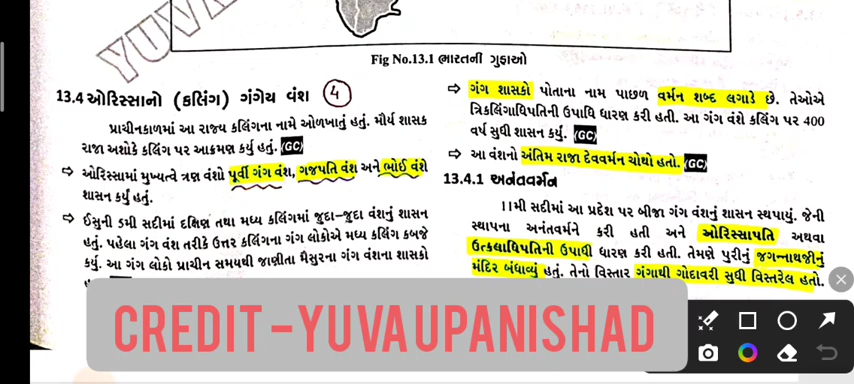 YUVA
Fig No.13.1 ભારતની ગુફાઓ
13.4 ઓરિસ્સાનો (કલિંગ) ગંગેય વંશ 4
પ્રાચીનકાળમાં આ રાજ્ય કલિંગના નામે ઓળખાતું હતું. મૌર્ય શાસક
રાજા અશોકે કલિંગ પર આક્રમણ કર્યું હતું. (GC)
⇨ ઓરિસ્સામાં મુખ્યત્વે ત્રણ વંશો પૂર્વી ગંગ વંશ, ગજપતિ વંશ અને ભોઈ વંશે
શાસન કર્યું હતું.
⇨ ઈસુની 8મી સદીમાં દક્ષિણ તથા મધ્ય કલિંગમાં જુદા-જુદા વંશનું શાસન
હતું. પહેલા ગંગ વંશ તરીકે ઉત્તર કલિંગના ગંગ લોકોએ મધ્ય કલિંગ કબજે
કર્યું. આ ગંગ લોકો પ્રાચીન સમયથી જાણીતા મૈસુરના ગંગ વંશના શાસકો
⇨ ગંગ શાસકો પોતાના નામ પાછળ વર્મન શબ્દ લગાડે છે. તેઓએ
ત્રિકલિંગાધિપતિની ઉપાધિ ધારણ કરી હતી. આ ગંગ વંશે કલિંગ પર 400
વર્ષ સુધી શાસન કર્યું. (GC)
⇨ આ વંશનો અંતિમ રાજા દેવવર્મન ચોથો હતો. (GC)
13.4.1 અનંતવર્મન
11મી સદીમાં આ પ્રદેશ પર બીજા ગંગ વંશનું શાસન સ્થપાયું. જેની
સ્થાપના અનંતવર્મને કરી હતી અને ઓરિસ્સાપતિ અથવા
ઉત્કલાધિપતિની ઉપાધી ધારણ કરી હતી. તેમણે પુરીનું જગન્નાથજીનું
મંદિર બંધાવ્યું હતું. તેનો વિસ્તાર ગંગાથી ગોદાવરી સુધી વિસ્તરેલ હતો.
CREDIT - YUVA UPANISHAD